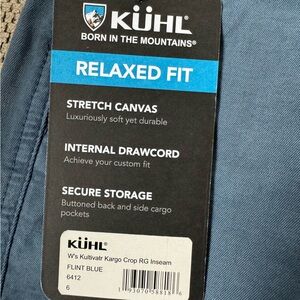 KÜHL
BORN IN THE MOUNTAINS®
RELAXED FIT
STRETCH CANVAS
Luxuriously soft yet durable
INTERNAL DRAWCORD
Achieve your custom fit
SECURE STORAGE
Buttoned back and side cargo
pockets
KÜHL
W's Kultivatr Kargo Crop RG Inseam
FLINT BLUE
6412
6